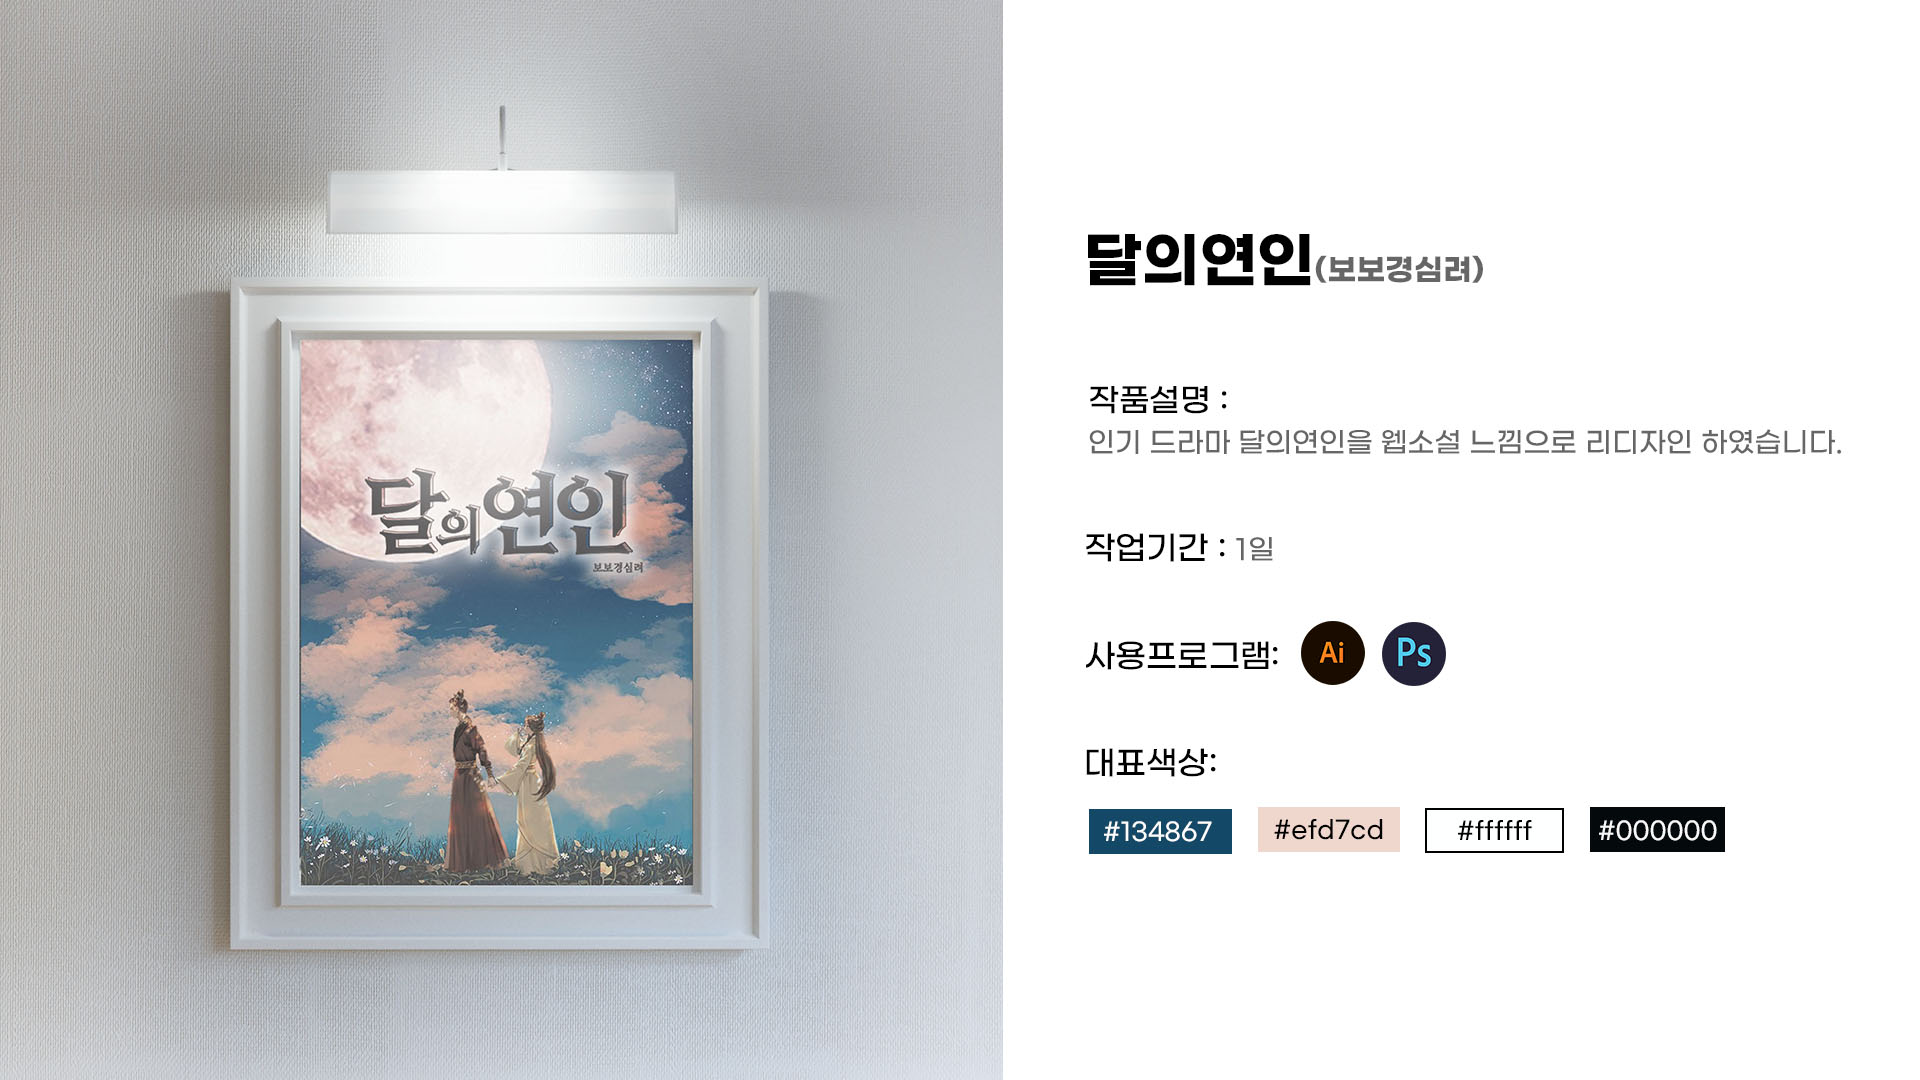 달의연인
보보경심려
달의연인(보보경심려)
작품설명 :
인기 드라마 달의연인을 웹소설 느낌으로 리디자인 하였습니다.
작업기간 : 1일
사용프로그램: Ai Ps
대표색상:
#134867 #efd7cd #ffffff #000000